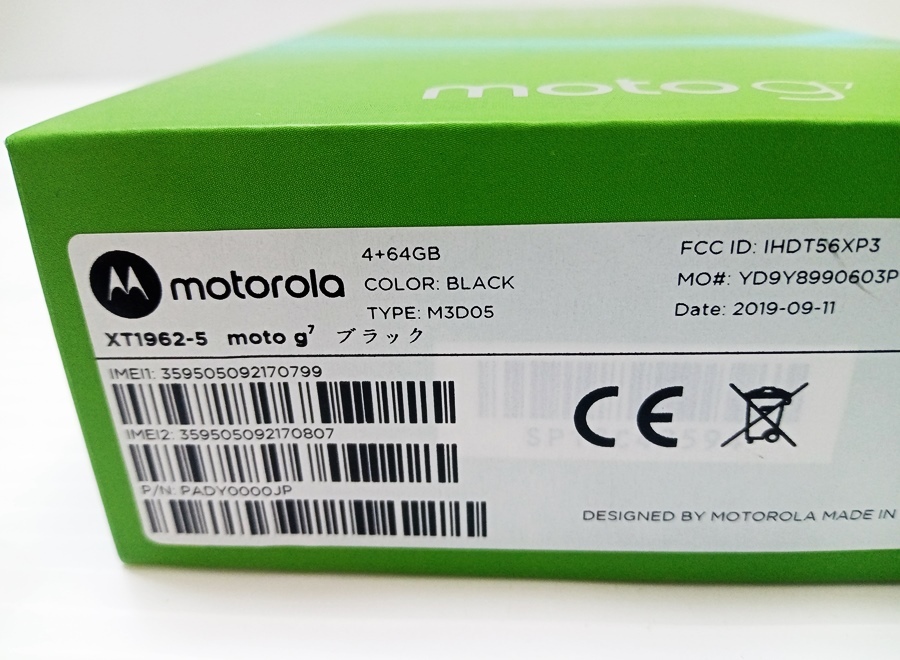 moto g
motorola
4+64GB
COLOR: BLACK
TYPE: M3D05
XT1962-5 moto g⁷ ブラック
FCC ID: IHDT56XP3
MO#: YD9Y8990603P
Date: 2019-09-11
IMEI1: 359505092170799
IMEI2: 359505092170807
P/N: PADY0000JP
CE
DESIGNED BY MOTOROLA MADE IN